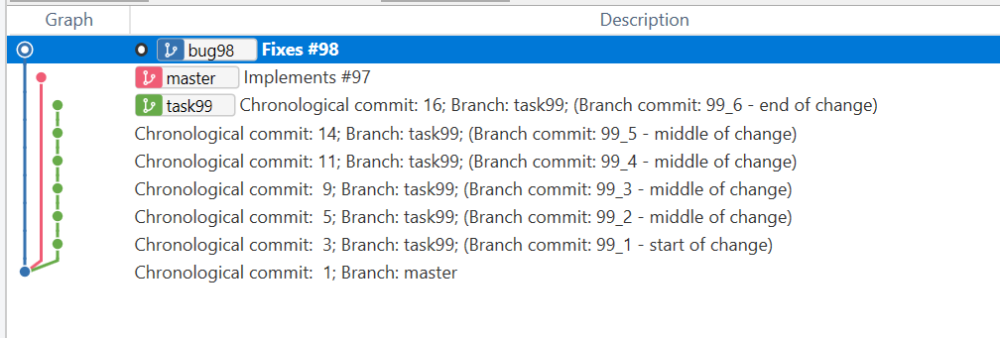 Graph Description
bug98 Fixes #98
master Implements #97
task99 Chronological commit: 16; Branch: task99; (Branch commit: 99_6 - end of change)
Chronological commit: 14; Branch: task99; (Branch commit: 99_5 - middle of change)
Chronological commit: 11; Branch: task99; (Branch commit: 99_4 - middle of change)
Chronological commit:  9; Branch: task99; (Branch commit: 99_3 - middle of change)
Chronological commit:  5; Branch: task99; (Branch commit: 99_2 - middle of change)
Chronological commit:  3; Branch: task99; (Branch commit: 99_1 - start of change)
Chronological commit:  1; Branch: master